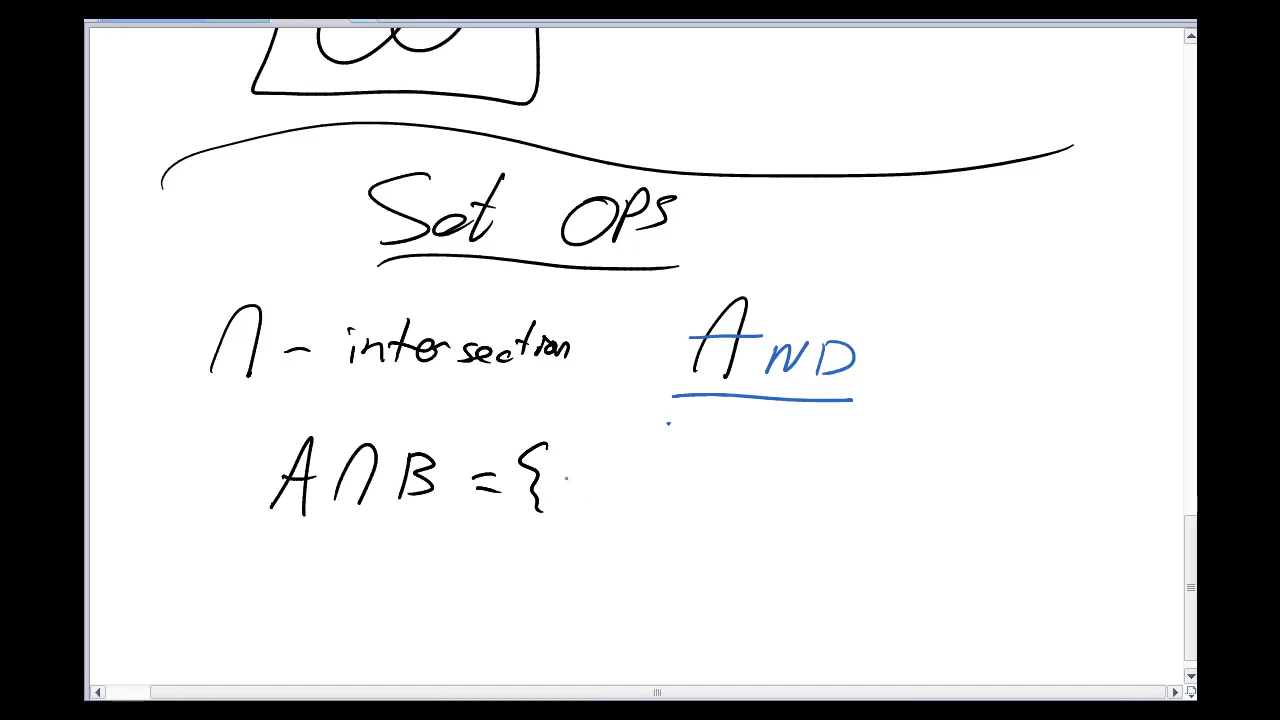 Set OPS
∩ - intersection AND
A ∩ B = {